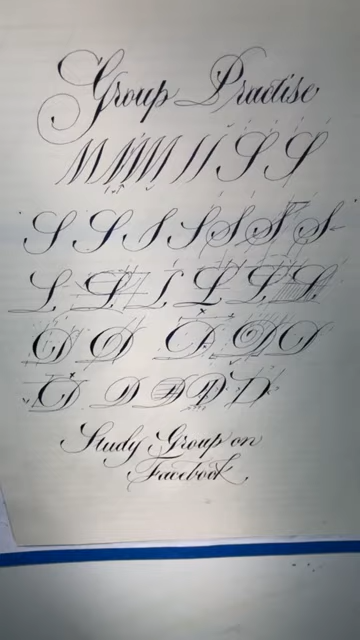 Group Practise
M M M I I S S
S S S S S S S
L L I L L L
D D D D D
D D D D D
Study Group on
Facebook.